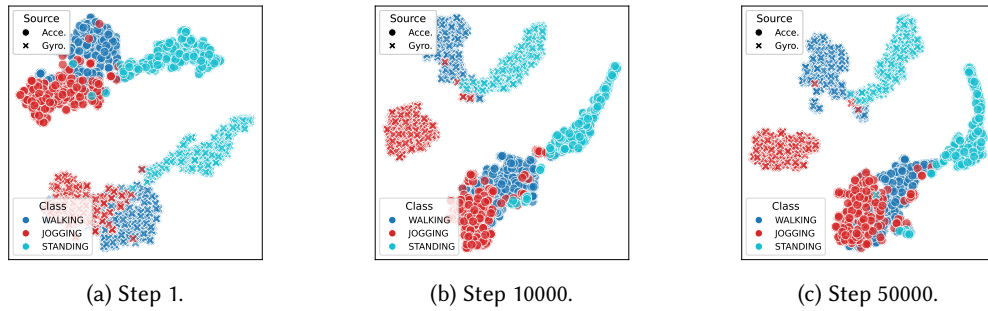 Source
Acce.
Gyro.
Class
WALKING
JOGGING
STANDING
(a) Step 1.
Source
Acce.
Gyro.
Class
WALKING
JOGGING
STANDING
(b) Step 10000.
Source
Acce.
Gyro.
Class
WALKING
JOGGING
STANDING
(c) Step 50000.